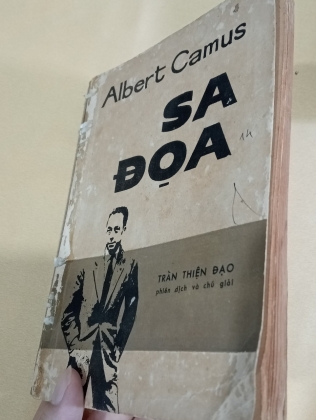 Albert Camus
SA
ĐỌA
TRẦN THIỆN ĐẠO
phiên dịch và chú giải